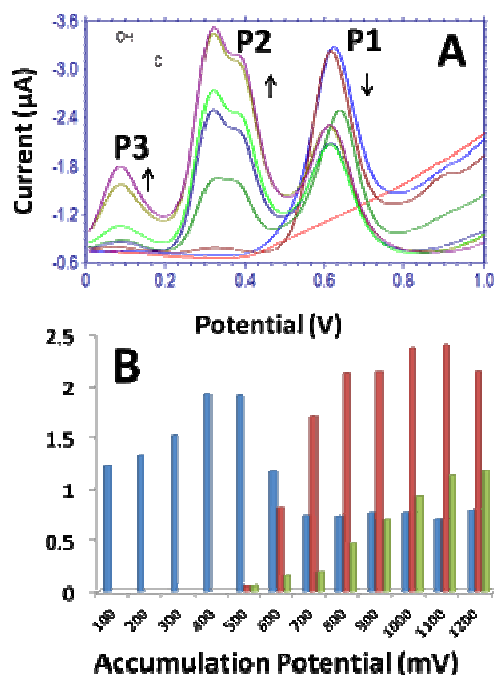 -3.6
-3.0
-2.4
-1.8
-1.2
-0.6
Current (µA)
OH
C
P2
P1
A
P3
0 0.2 0.4 0.6 0.8 1.0
Potential (V)
B
2.5
2
1.5
1
0.5
0
100 200 300 400 500 600 700 800 900 1000 1100 1200
Accumulation Potential (mV)